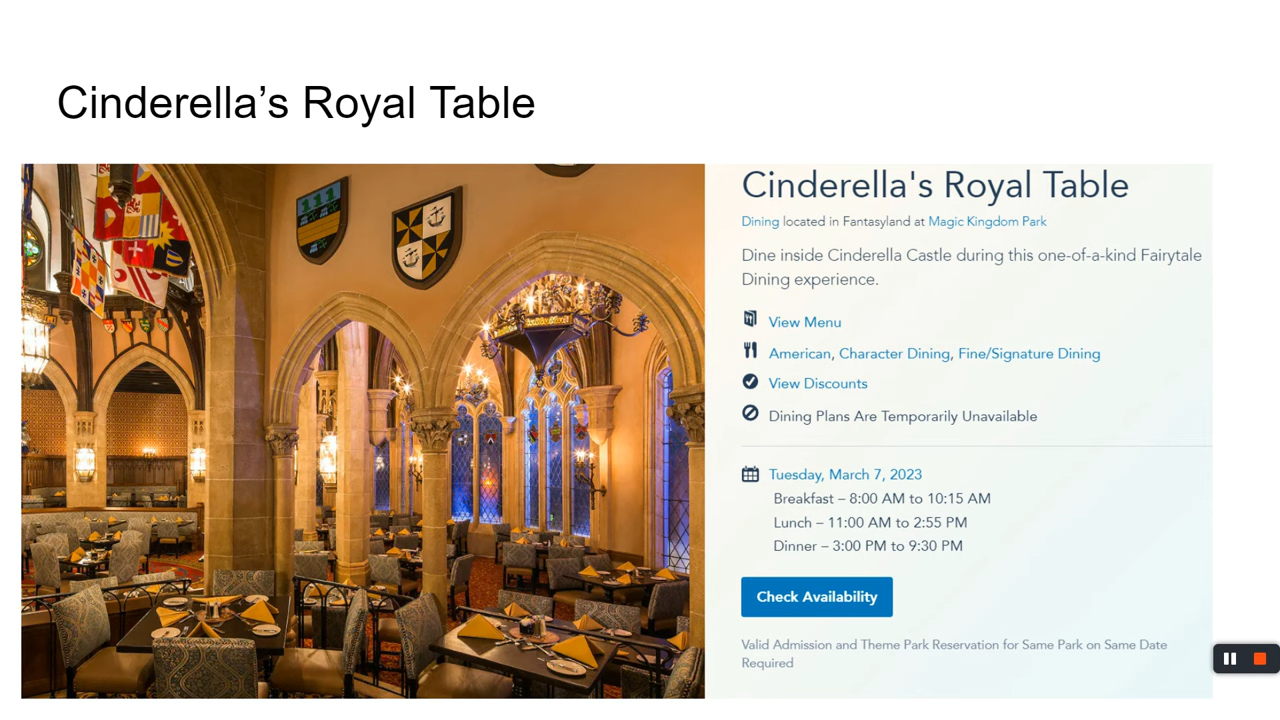 Cinderella’s Royal Table
Cinderella's Royal Table
Dining located in Fantasyland at Magic Kingdom Park
Dine inside Cinderella Castle during this one-of-a-kind Fairytale
Dining experience.
View Menu
American, Character Dining, Fine/Signature Dining
View Discounts
Dining Plans Are Temporarily Unavailable
Tuesday, March 7, 2023
Breakfast – 8:00 AM to 10:15 AM
Lunch – 11:00 AM to 2:55 PM
Dinner – 3:00 PM to 9:30 PM
Check Availability
Valid Admission and Theme Park Reservation for Same Park on Same Date
Required